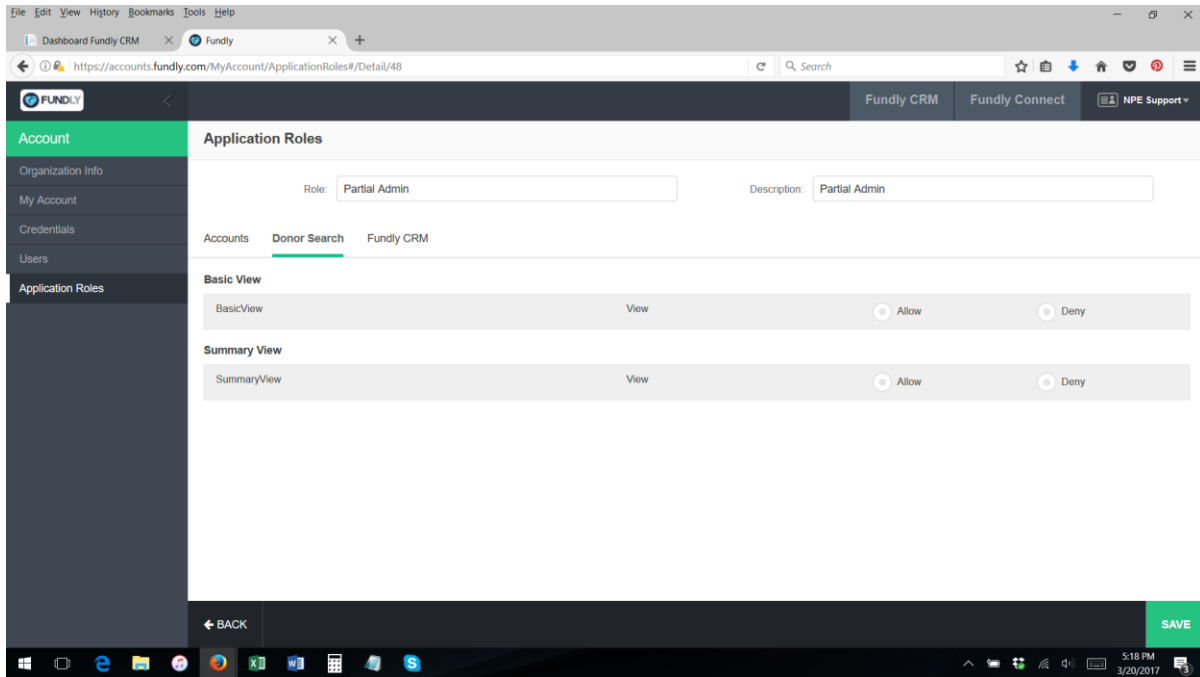 File Edit View History Bookmarks Tools Help
Dashboard Fundly CRM
Fundly
https://accounts.fundly.com/MyAccount/ApplicationRoles#/Detail/48
Search
FUNDLY
Fundly CRM
Fundly Connect
NPE Support
Account
Application Roles
Organization Info
My Account
Credentials
Users
Application Roles
Role: Partial Admin
Description: Partial Admin
Accounts Donor Search Fundly CRM
Basic View
BasicView View Allow Deny
Summary View
SummaryView View Allow Deny
BACK
SAVE
5:18 PM
3/20/2017
3